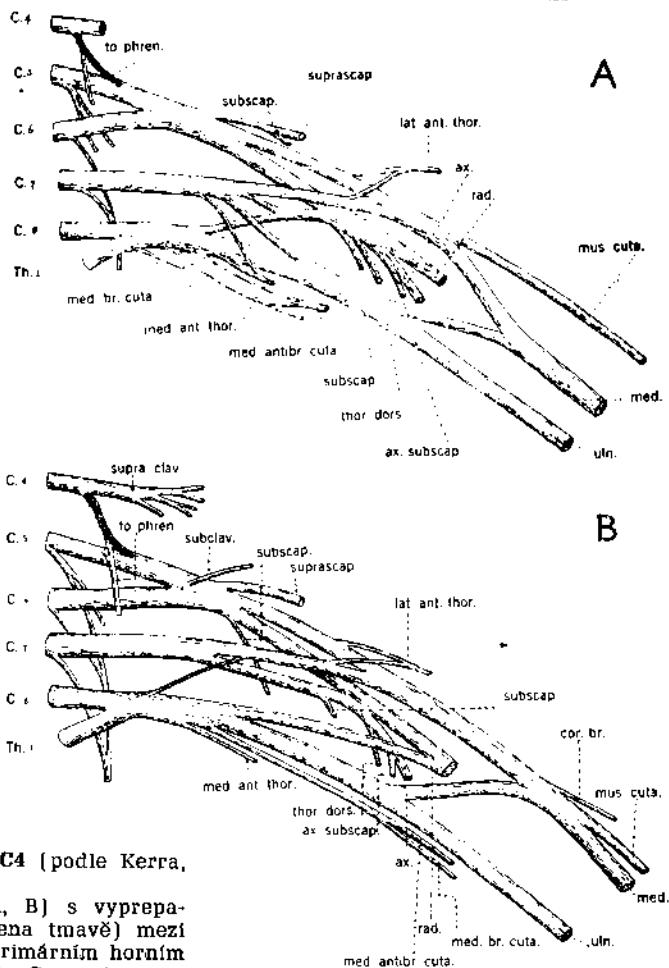 C.4
to phren.
A
C.5
suprascap
subscap.
C.6
lat ant. thor.
ax.
C.7
rad.
C.8
mus cuta.
Th.1
med br. cuta
med ant thor.
med antibr cuta
subscap
med.
thor dors
uln.
ax. subscap
supra clav
C.4
B
to phren
subclav.
C.5
subscap.
suprascap
lat ant. thor.
C.7
subscap
C.6
cor. br.
Th.1
med ant thor.
mus cuta.
thor dors.
ax subscap.
C4 (podle Kerra,
ax.
med.
, B) s vyprepa-
ena tmavě) mezi
rad.
uln.
rimárním horním
med. br. cuta.
med antibr cuta.